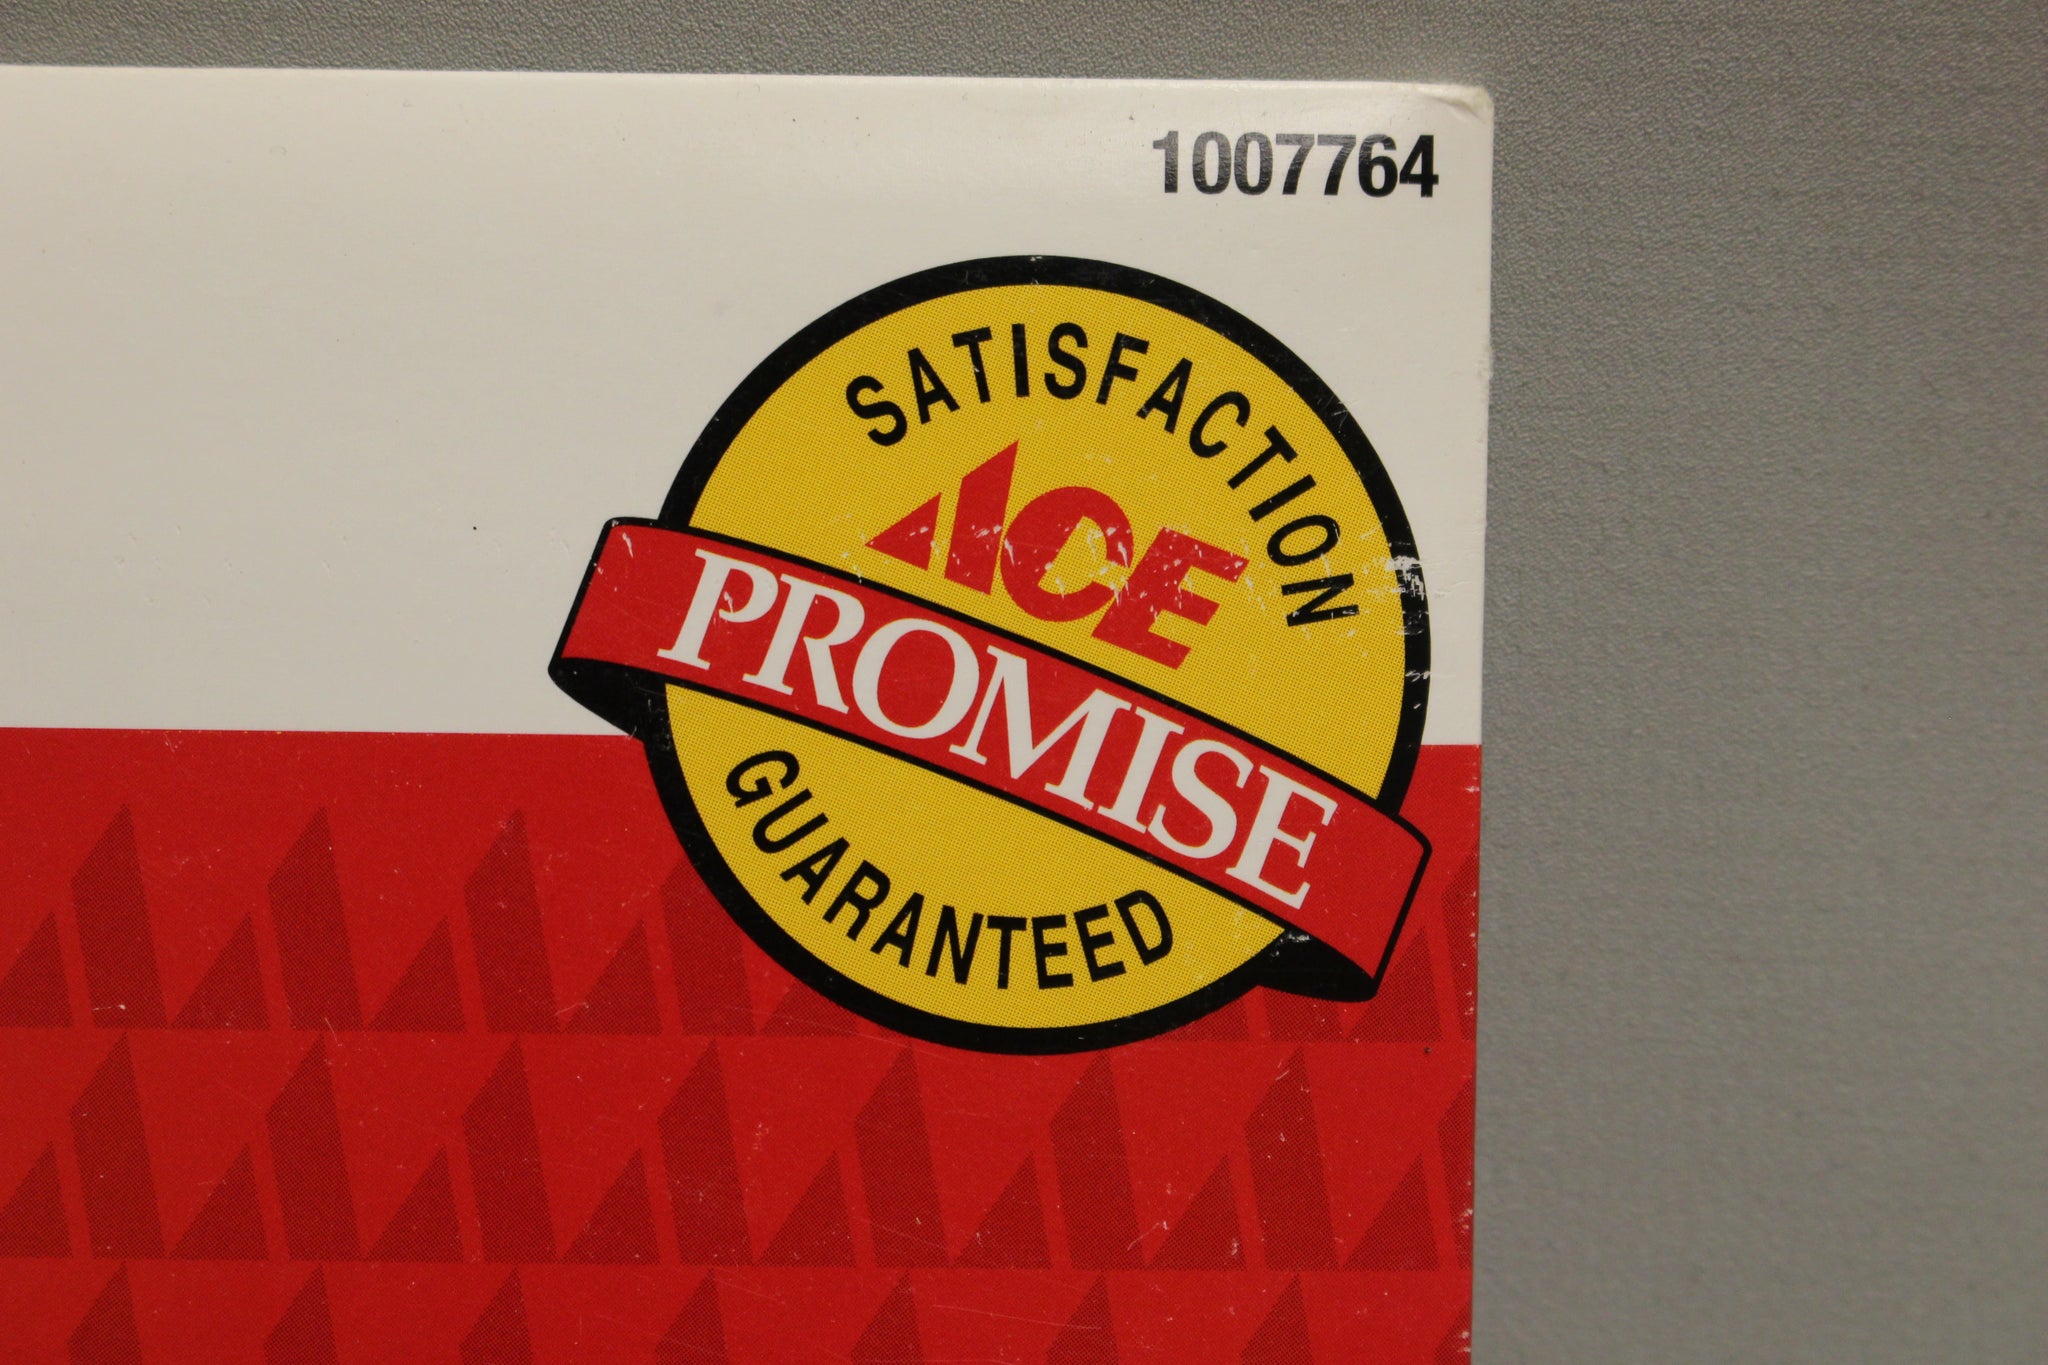 1007764
SATISFACTION
ACE
PROMISE
GUARANTEED